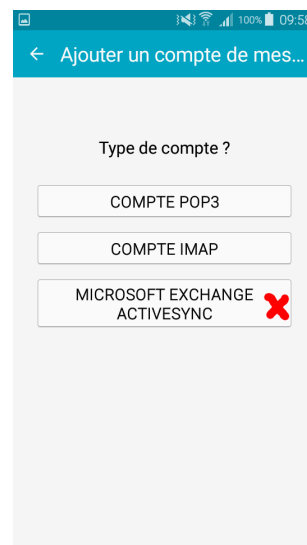 100% 09:58
Ajouter un compte de mes...
Type de compte ?
COMPTE POP3
COMPTE IMAP
MICROSOFT EXCHANGE
ACTIVESYNC